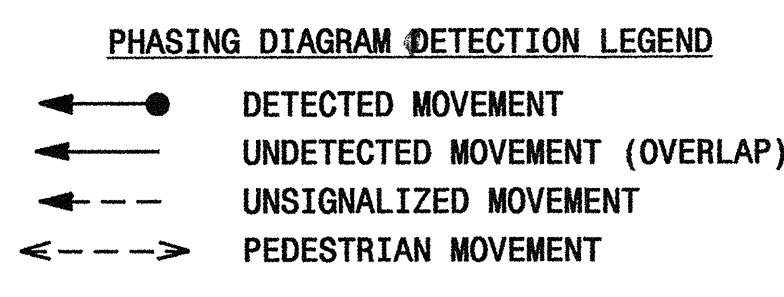 PHASING DIAGRAM DETECTION LEGEND
DETECTED MOVEMENT
UNDETECTED MOVEMENT (OVERLAP)
UNSIGNALIZED MOVEMENT
PEDESTRIAN MOVEMENT